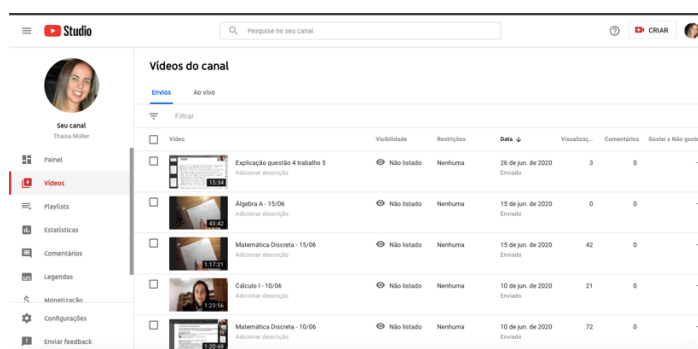 Studio
Pesquise no seu canal
CRIAR
Vídeos do canal
Envios Ao vivo
Filtrar
Seu canal
Thaisa Müller
Painel
Vídeos
Playlists
Estatísticas
Comentários
Legendas
Monetização
Configurações
Enviar feedback
Vídeo Visibilidade Restrições Data Visualizaç... Comentários Gostei x Não goste
15:34 Explicação questão 4 trabalho 5 Não listado Nenhuma 26 de jun. de 2020 3 0
Adicionar descrição Enviado
43:42 Álgebra A - 15/06 Não listado Nenhuma 15 de jun. de 2020 0 0
Adicionar descrição Enviado
1:17:21 Matemática Discreta - 15/06 Não listado Nenhuma 15 de jun. de 2020 42 0
Adicionar descrição Enviado
1:23:56 Cálculo I - 10/06 Não listado Nenhuma 10 de jun. de 2020 21 0
Adicionar descrição Enviado
1:20:48 Matemática Discreta - 10/06 Não listado Nenhuma 10 de jun. de 2020 72 0
Adicionar descrição Enviado